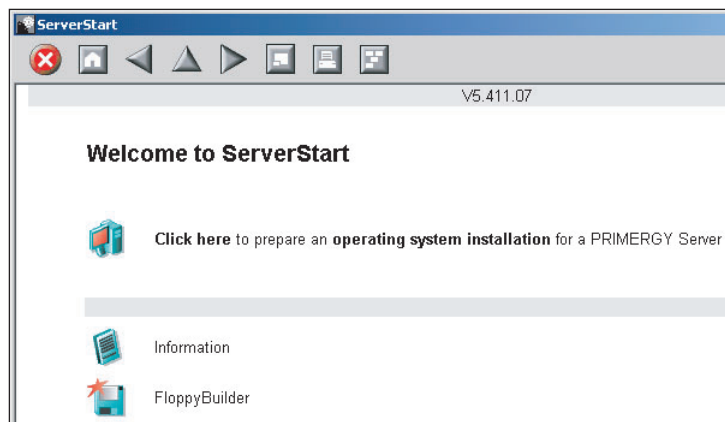 ServerStart
V5.411.07
Welcome to ServerStart
Click here to prepare an operating system installation for a PRIMERGY Server
Information
FloppyBuilder